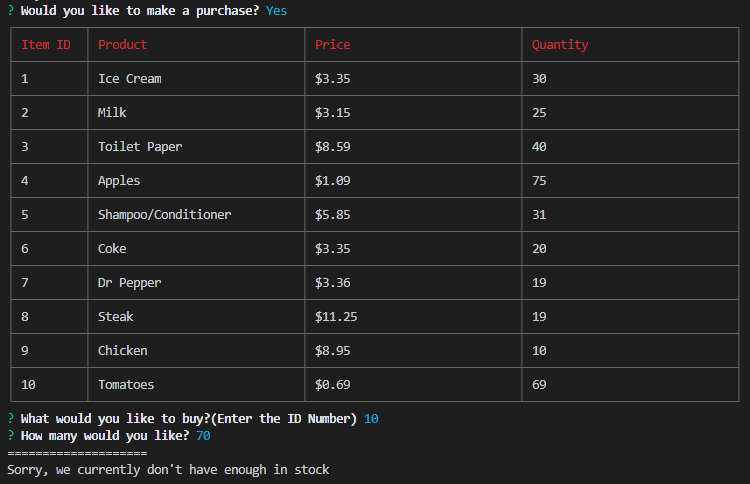 ? Would you like to make a purchase? Yes
Item ID Product Price Quantity
1 Ice Cream $3.35 30
2 Milk $3.15 25
3 Toilet Paper $8.59 40
4 Apples $1.09 75
5 Shampoo/Conditioner $5.85 31
6 Coke $3.35 20
7 Dr Pepper $3.36 19
8 Steak $11.25 19
9 Chicken $8.95 10
10 Tomatoes $0.69 69
? What would you like to buy?(Enter the ID Number) 10
? How many would you like? 70
====================
Sorry, we currently don't have enough in stock